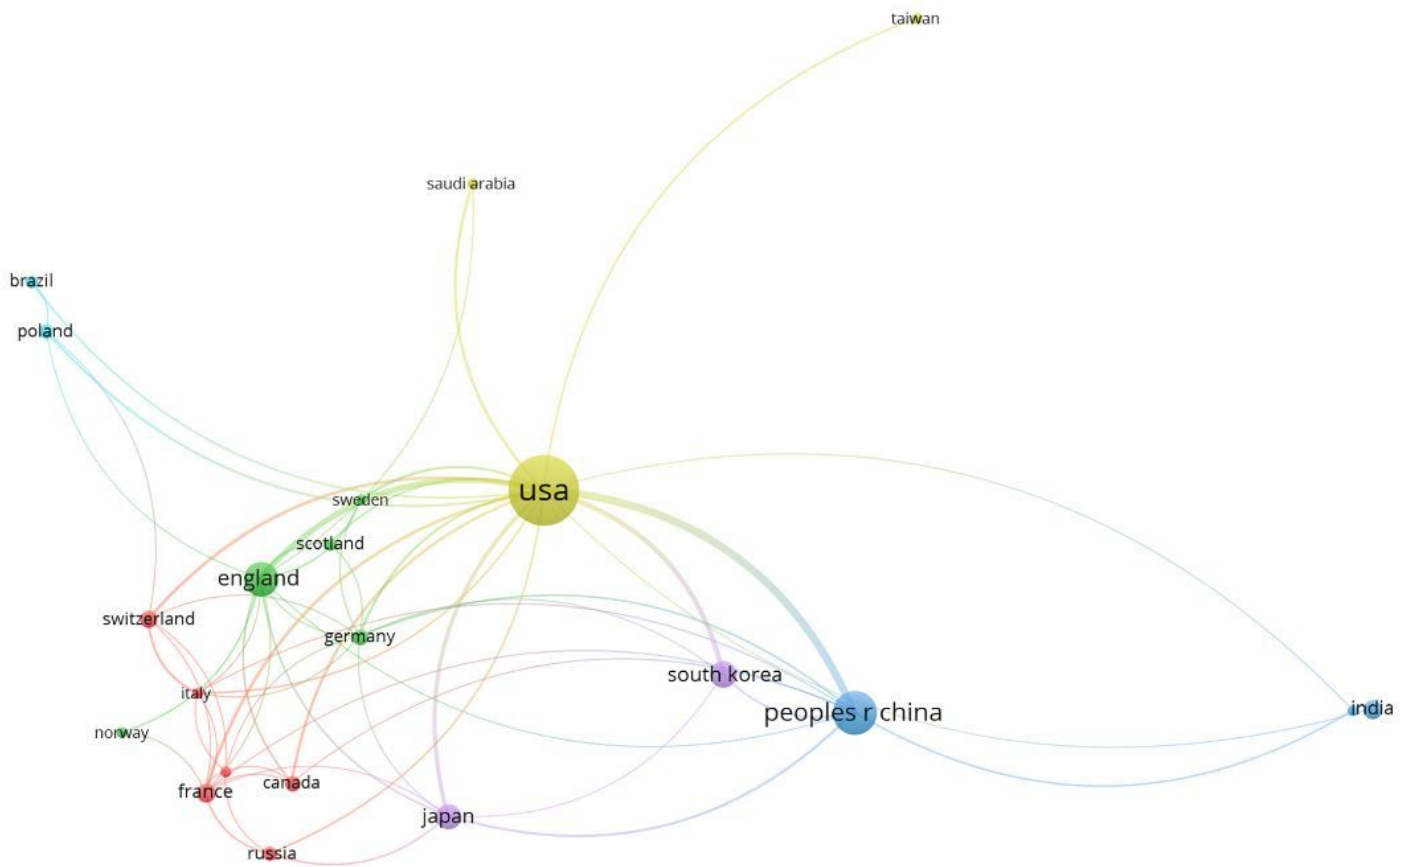 taiwan
saudi arabia
brazil
poland
usa
sweden
scotland
england
switzerland
germany
south korea
italy
peoples r china
india
norway
canada
france
japan
russia